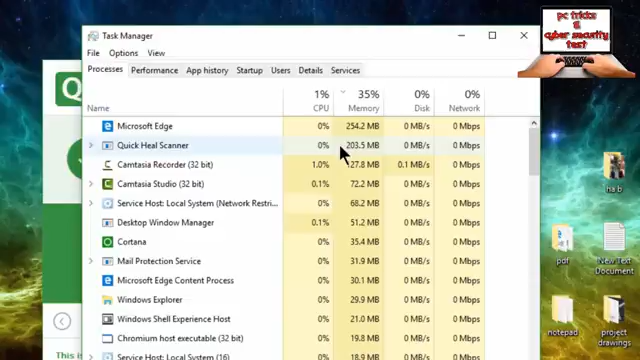 Task Manager
pc tricks
&
cyber security
test
File Options View
Processes Performance App history Startup Users Details Services
1% 35% 0% 0%
Name CPU Memory Disk Network
Microsoft Edge 0% 254.2 MB 0 MB/s 0 Mbps
Quick Heal Scanner 0% 203.5 MB 0 MB/s 0 Mbps
Camtasia Recorder (32 bit) 1.0% 127.8 MB 0.1 MB/s 0 Mbps
Camtasia Studio (32 bit) 0.1% 72.2 MB 0 MB/s 0 Mbps
Service Host: Local System (Network Restri... 0% 68.2 MB 0 MB/s 0 Mbps
Desktop Window Manager 0.1% 51.2 MB 0 MB/s 0 Mbps
Cortana 0% 35.4 MB 0 MB/s 0 Mbps
Mail Protection Service 0% 31.9 MB 0 MB/s 0 Mbps
Microsoft Edge Content Process 0% 30.1 MB 0 MB/s 0 Mbps
Windows Explorer 0% 29.9 MB 0 MB/s 0 Mbps
Windows Shell Experience Host 0% 21.0 MB 0 MB/s 0 Mbps
Chromium host executable (32 bit) 0% 19.8 MB 0 MB/s 0 Mbps
Service Host: Local System (16) 0% 18.9 MB 0 MB/s 0 Mbps
ria b
pdf
New Text
Document
notepad
project
drawings
Q
This is